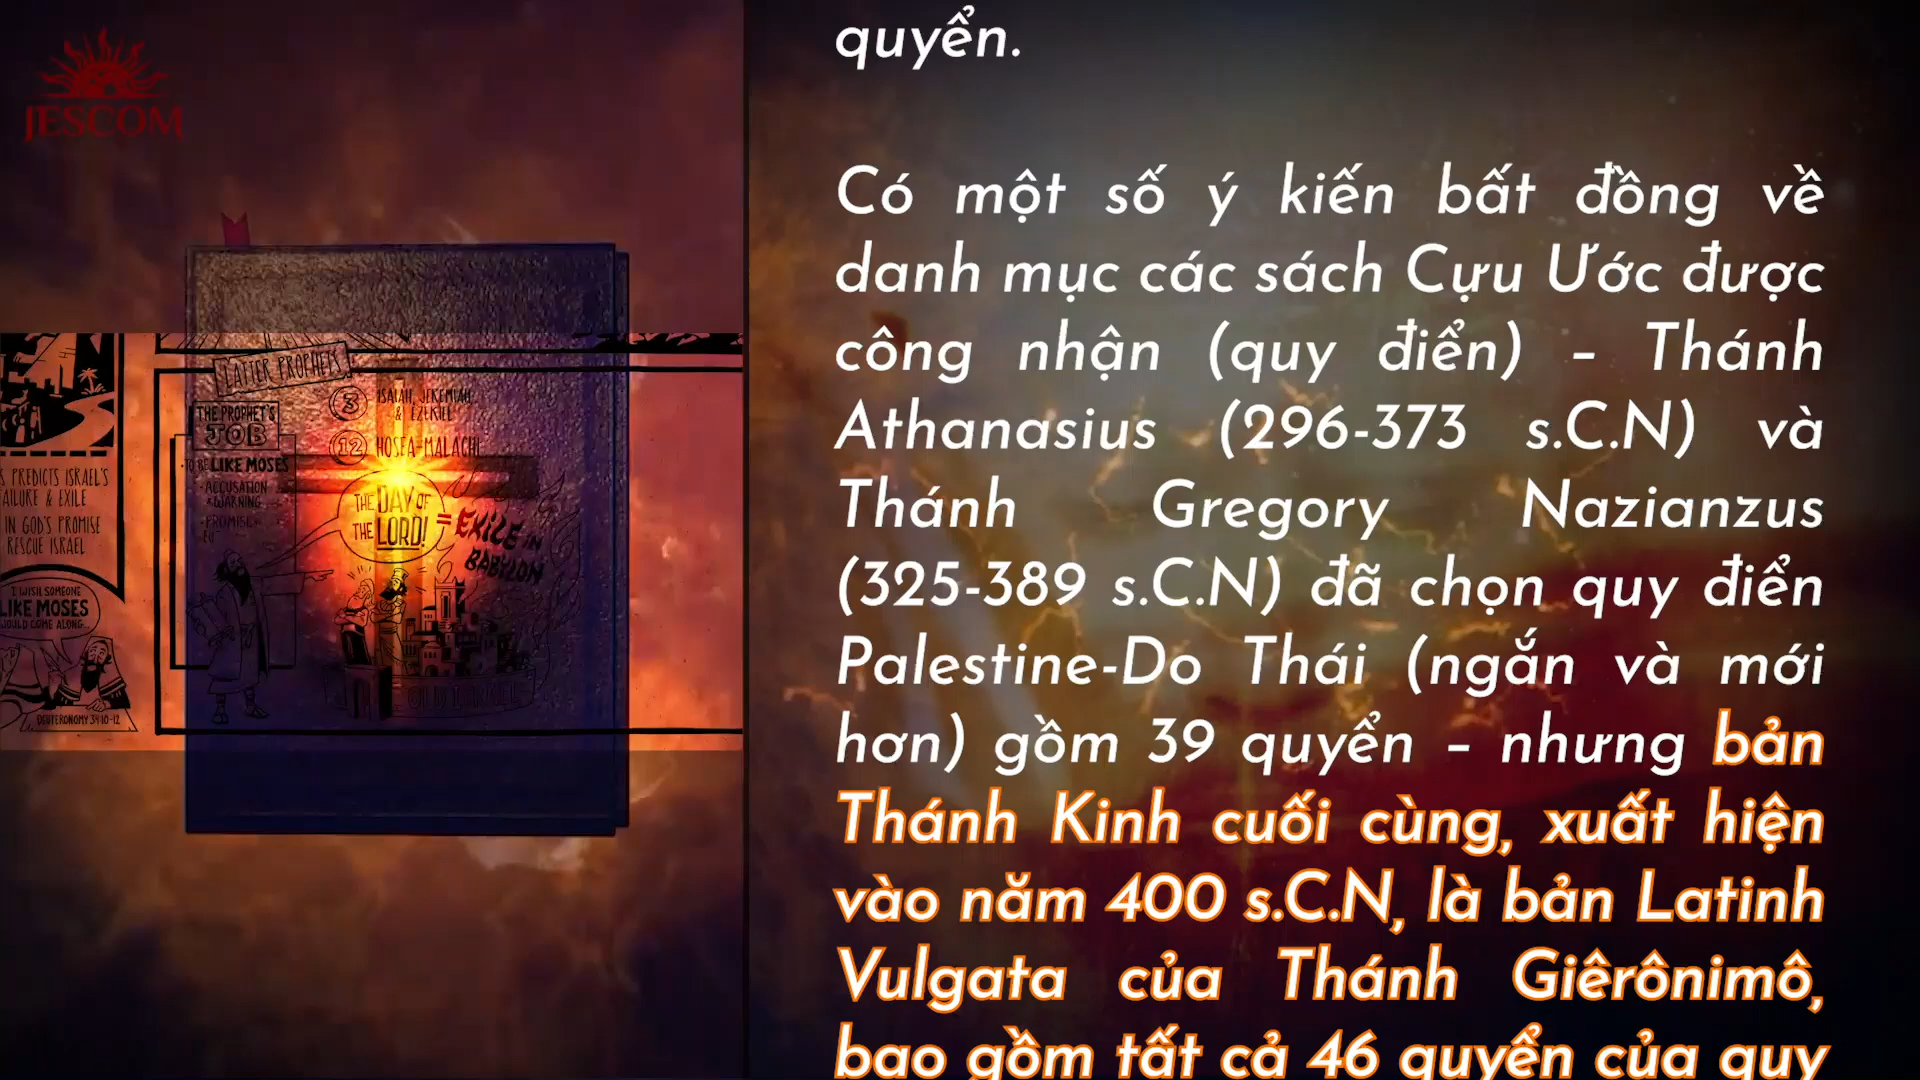 JESCOM
LATTER PROPHETS
THE PROPHET'S
JOB
TO BE LIKE MOSES
ACCUSATION
& WARNING
3
ISAIAH, JEREMIAH,
& EZEKIEL
12
HOSEA-MALACHI
THE DAY OF
THE LORD!
= EXILE IN
BABYLON
PREDICTS ISRAEL'S
& EXILE
IN GOD'S PROMISE
RESCUE ISRAEL
I WISH SOMEONE
LIKE MOSES
WOULD COME ALONG...
DEUTERONOMY 34:10-12
quyển.
Có một số ý kiến bất đồng về
danh mục các sách Cựu Ước được
công nhận (quy điển) – Thánh
Athanasius (296-373 s.C.N) và
Thánh Gregory Nazianzus
(325-389 s.C.N) đã chọn quy điển
Palestine-Do Thái (ngắn và mới
hơn) gồm 39 quyển – nhưng bản
Thánh Kinh cuối cùng, xuất hiện
vào năm 400 s.C.N, là bản Latinh
Vulgata của Thánh Giêrônimô,
bao gồm tất cả 46 quyển của quy